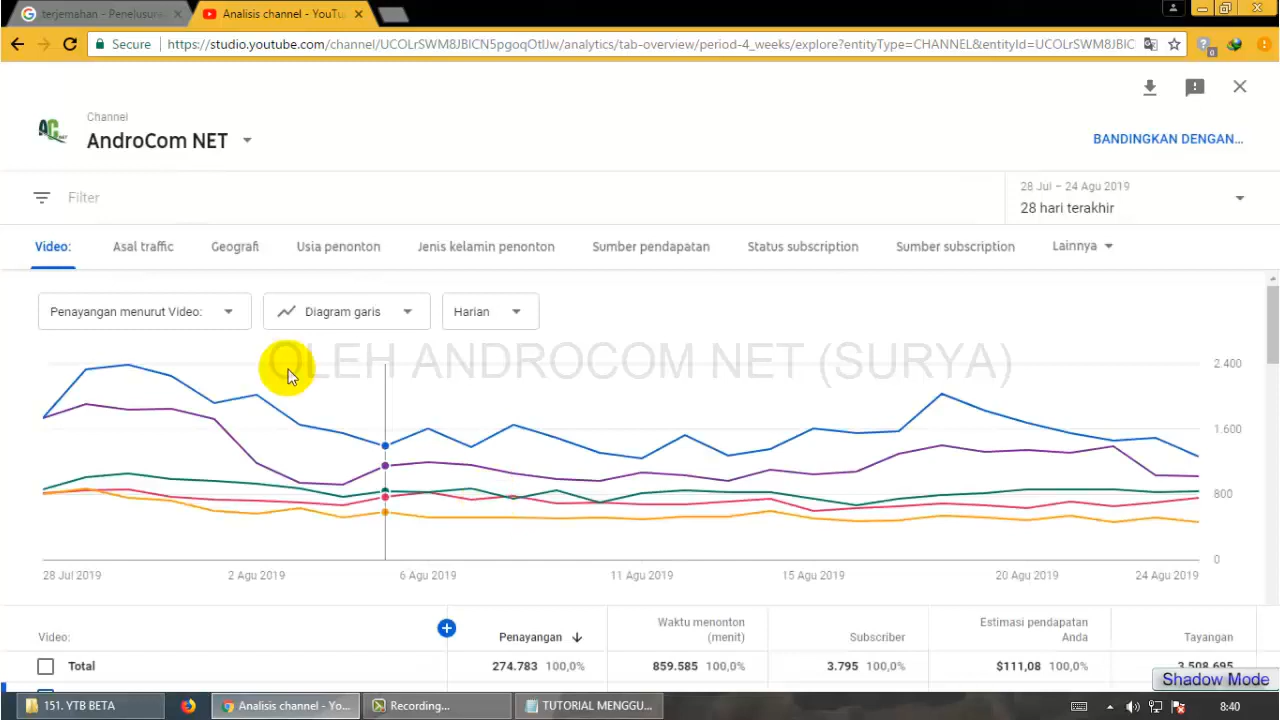 terjemahan - Penelusuran
Analisis channel - YouTu
Secure
https://studio.youtube.com/channel/UCOLrSWM8JBlCN5pgoqOtlJw/analytics/tab-overview/period-4_weeks/explore?entityType=CHANNEL&entityId=UCOLrSWM8JBlC
Channel
AndroCom NET
BANDINGKAN DENGAN...
Filter
28 Jul – 24 Agu 2019
28 hari terakhir
Video:
Asal traffic
Geografi
Usia penonton
Jenis kelamin penonton
Sumber pendapatan
Status subscription
Sumber subscription
Lainnya
Penayangan menurut Video:
Diagram garis
Harian
OLEH ANDROCOM NET (SURYA)
2.400
1.600
800
0
28 Jul 2019
2 Agu 2019
6 Agu 2019
11 Agu 2019
15 Agu 2019
20 Agu 2019
24 Agu 2019
Video:
Penayangan
Waktu menonton
(menit)
Subscriber
Estimasi pendapatan
Anda
Tayangan
Total
274.783 100,0%
859.585 100,0%
3.795 100,0%
$111,08 100,0%
3.508.695
Shadow Mode
151. YTB BETA
Analisis channel - Yo...
Recording...
TUTORIAL MENGGU...
8:40